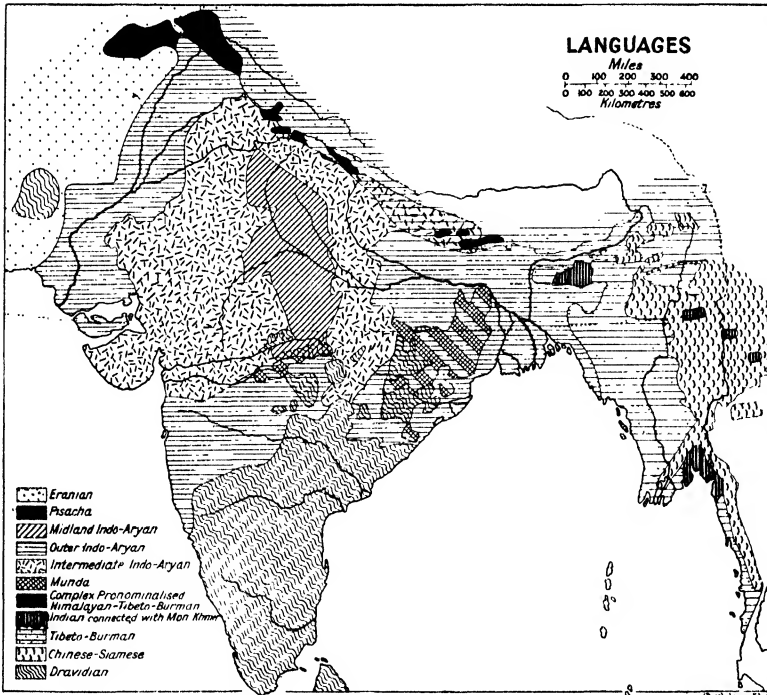 LANGUAGES
Miles
0 100 200 300 400
0 100 200 300 400 500 600
Kilometres
Eranian
Pisacha
Midland Indo-Aryan
Outer Indo-Aryan
Intermediate Indo-Aryan
Munda
Complex Pronominalised
Himalayan-Tibeto-Burman
Indian connected with Mon Khmer
Tibeto-Burman
Chinese-Siamese
Dravidian